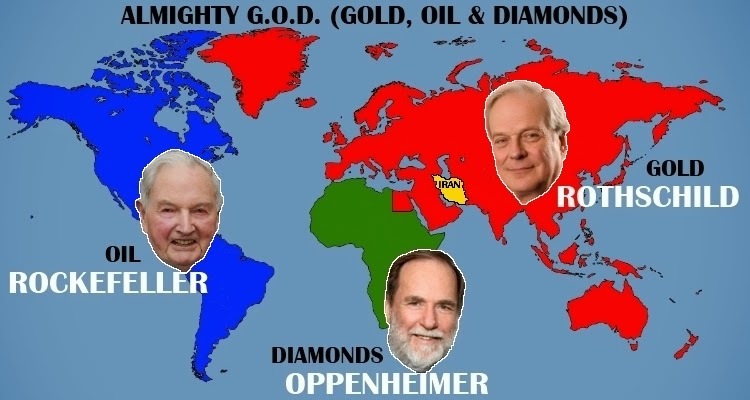 ALMIGHTY G.O.D. (GOLD, OIL & DIAMONDS)
IRAN
GOLD
ROTHSCHILD
OIL
ROCKEFELLER
DIAMONDS
OPPENHEIMER